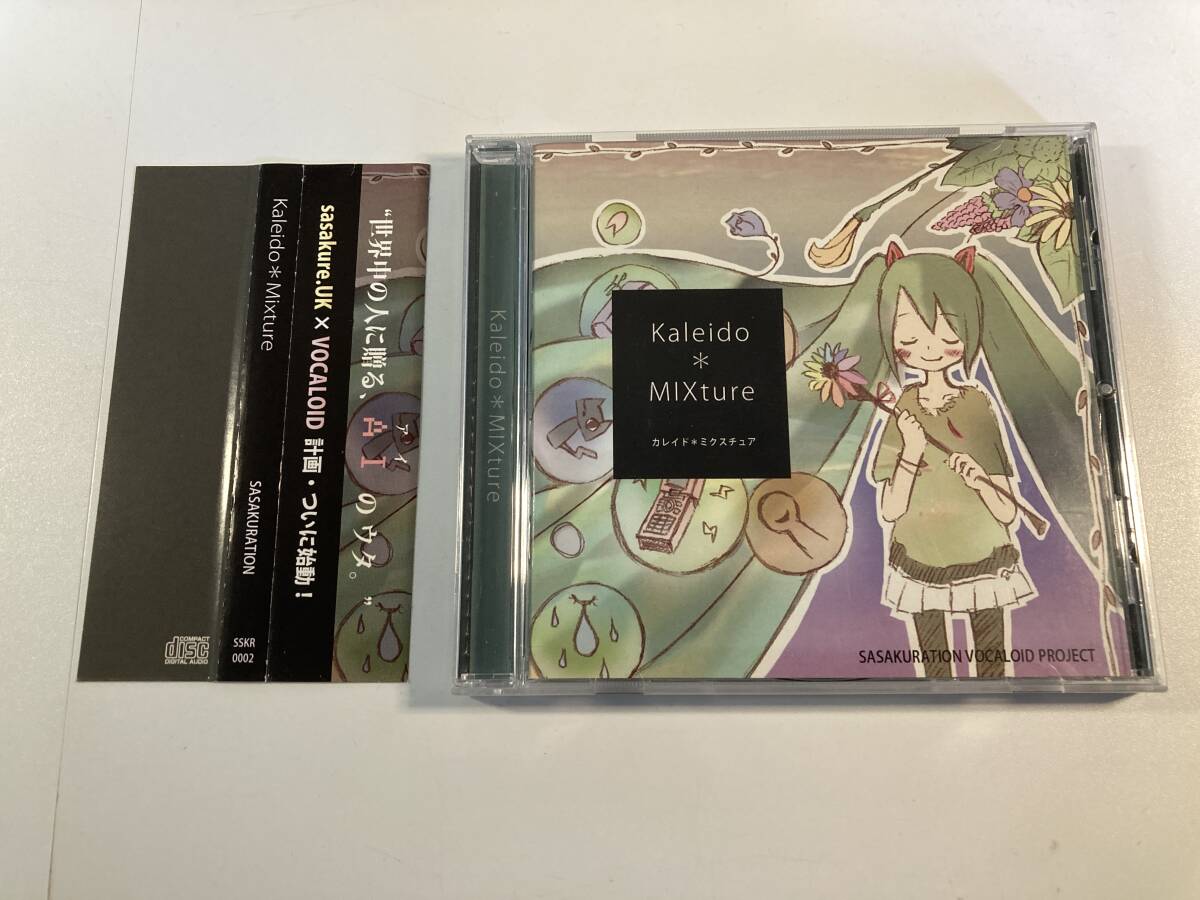 Kaleido＊Mixture
SASAKURATION
SSKR
0002
COMPACT
disc
DIGITAL AUDIO
sasakure.UK × VOCALOID 計画・ついに始動！
“世界中の人に贈る、AIのウタ。”
アイ
Kaleido＊MIXture
Kaleido
＊
MIXture
カレイド＊ミクスチュア
SASAKURATION VOCALOID PROJECT